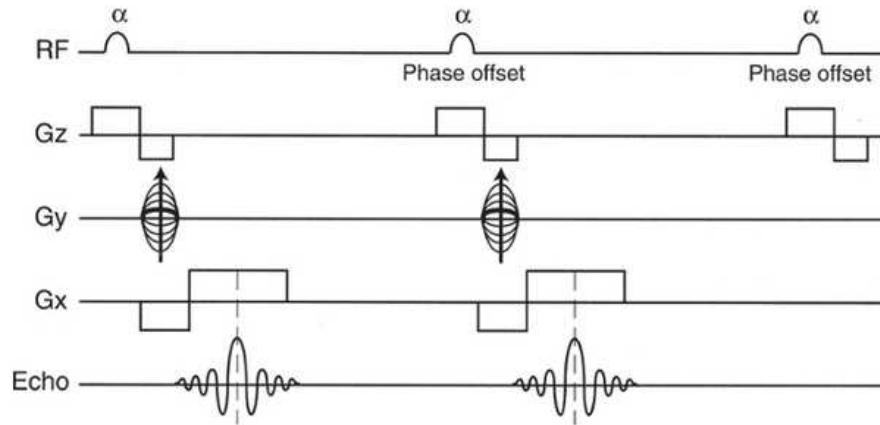 α α α
RF
Phase offset Phase offset
Gz
Gy
Gx
Echo